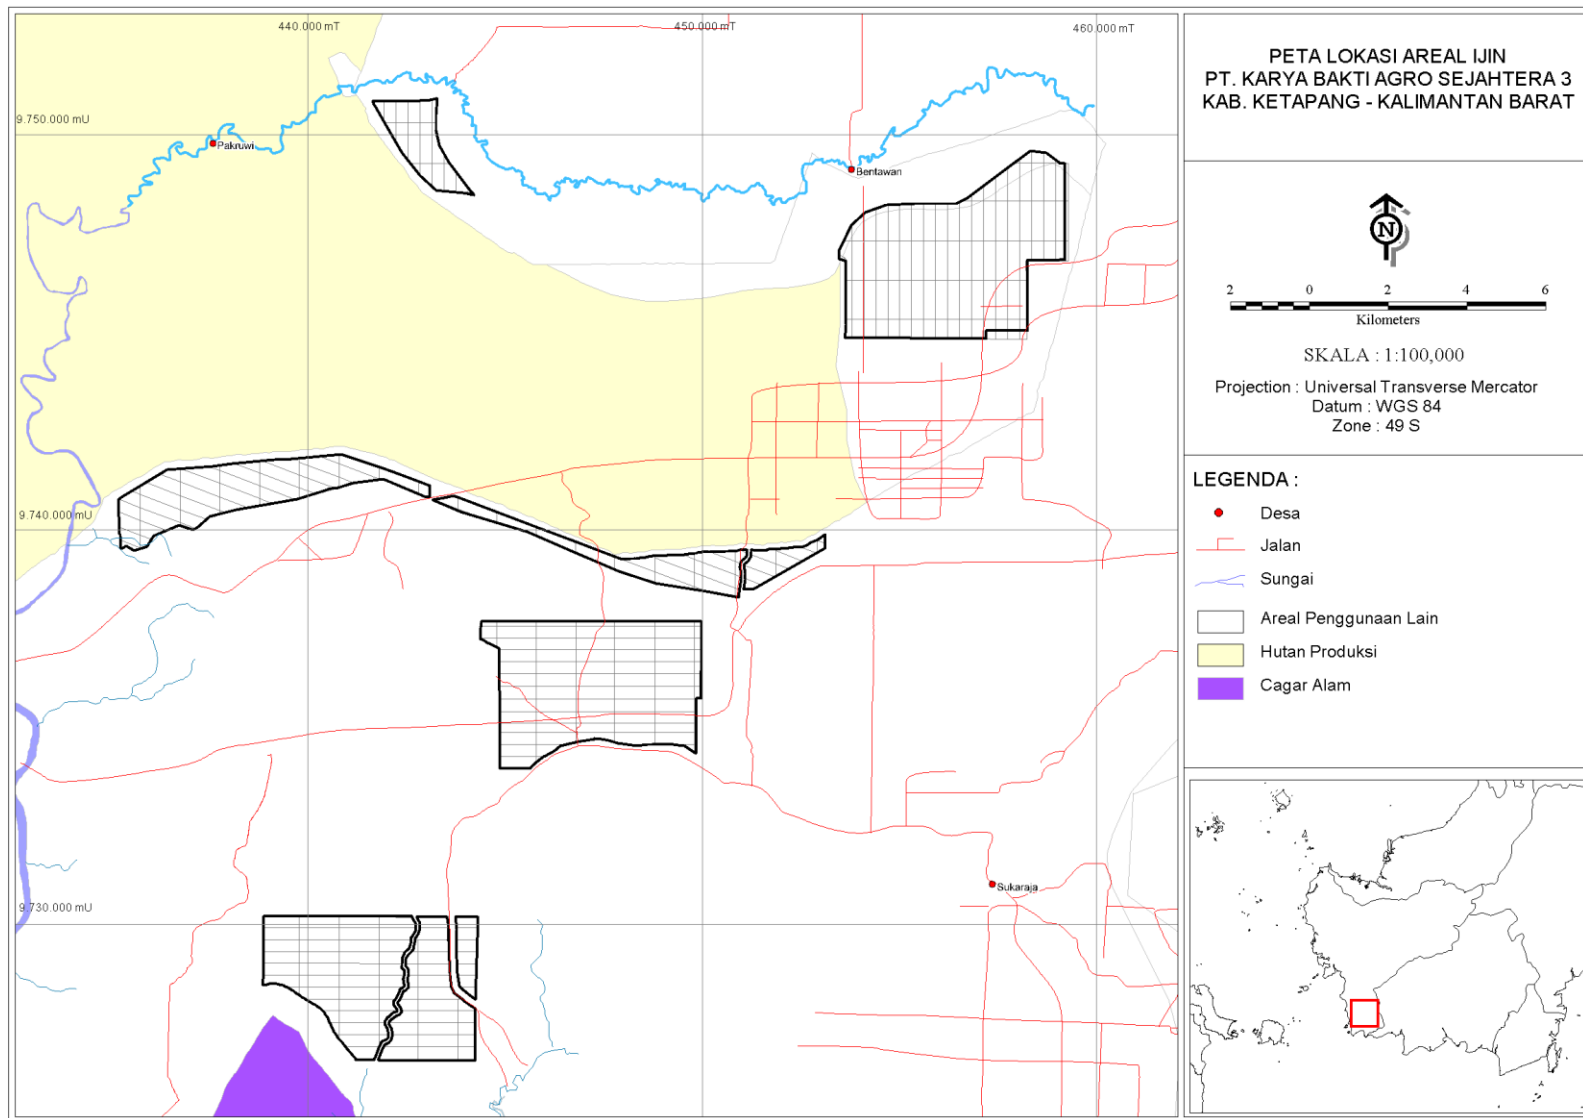 440.000 mT
450.000 mT
460.000 mT
9.750.000 mU
Pakruwi
Bentawan
9.740.000 mU
Sukaraja
9.730.000 mU
PETA LOKASI AREAL IJIN
PT. KARYA BAKTI AGRO SEJAHTERA 3
KAB. KETAPANG - KALIMANTAN BARAT
N
2 0 2 4 6
Kilometers
SKALA : 1:100,000
Projection : Universal Transverse Mercator
Datum : WGS 84
Zone : 49 S
LEGENDA :
Desa
Jalan
Sungai
Areal Penggunaan Lain
Hutan Produksi
Cagar Alam